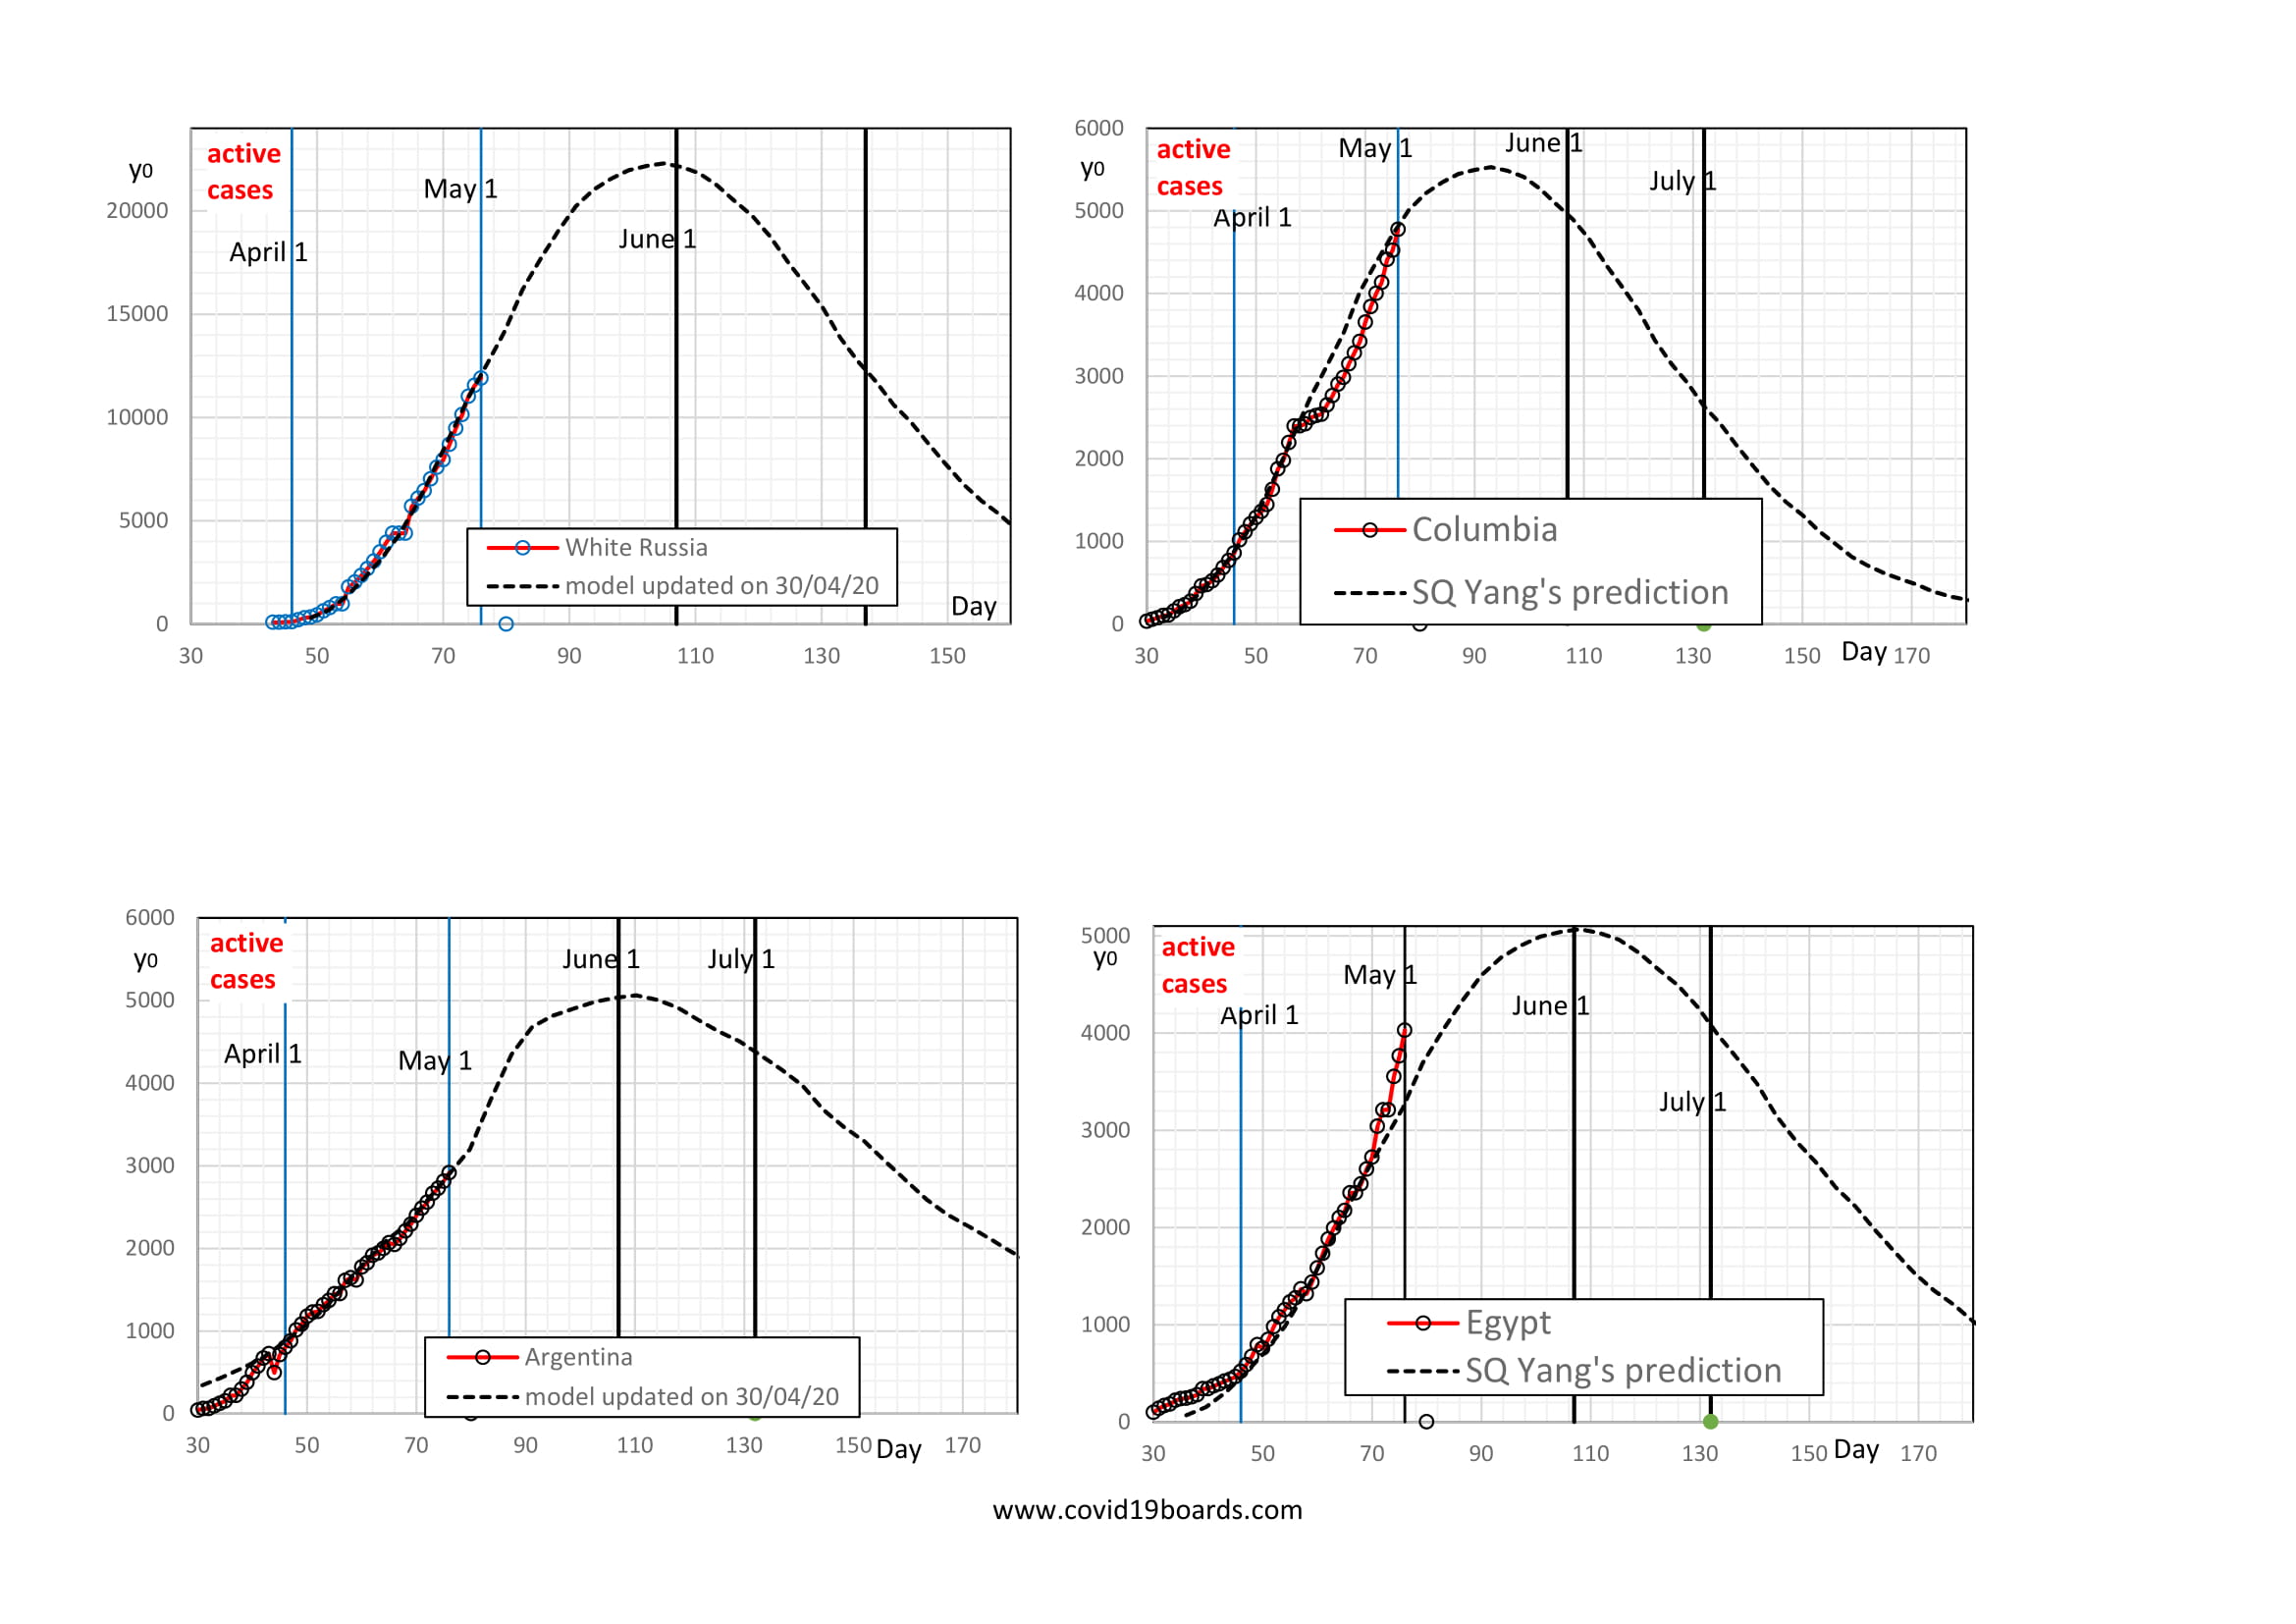 active
cases
y0
April 1
May 1
June 1
20000
15000
10000
5000
0
White Russia
model updated on 30/04/20
Day
30 50 70 90 110 130 150
6000
active
cases
y0
April 1
May 1
June 1
July 1
5000
4000
3000
2000
1000
0
Columbia
SQ Yang's prediction
30 50 70 90 110 130 150 Day 170
6000
active
cases
y0
April 1
May 1
June 1
July 1
5000
4000
3000
2000
1000
0
Argentina
model updated on 30/04/20
30 50 70 90 110 130 150 Day 170
5000
active
cases
y0
April 1
May 1
June 1
July 1
4000
3000
2000
1000
0
Egypt
SQ Yang's prediction
30 50 70 90 110 130 150 Day 170
www.covid19boards.com